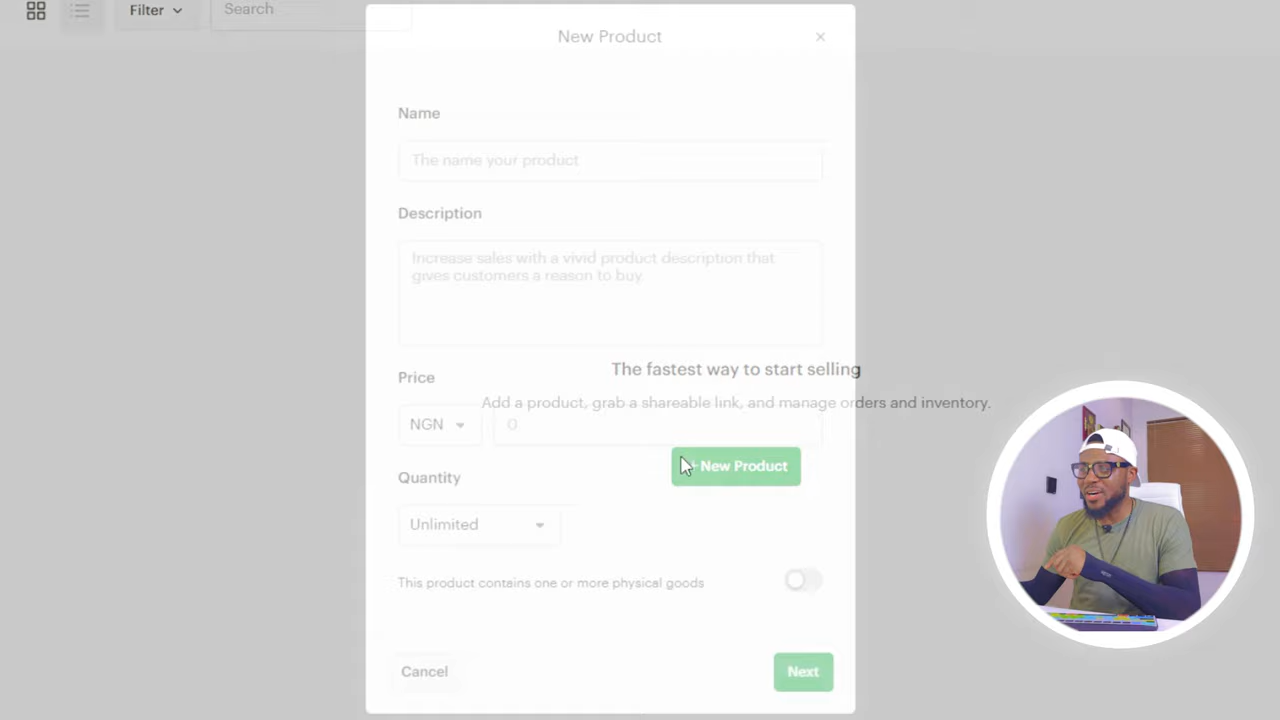 Filter
Search
New Product
Name
The name your product
Description
Increase sales with a vivid product description that
gives customers a reason to buy
Price
The fastest way to start selling
Add a product, grab a shareable link, and manage orders and inventory.
NGN
0
+ New Product
Quantity
Unlimited
This product contains one or more physical goods
Cancel
Next